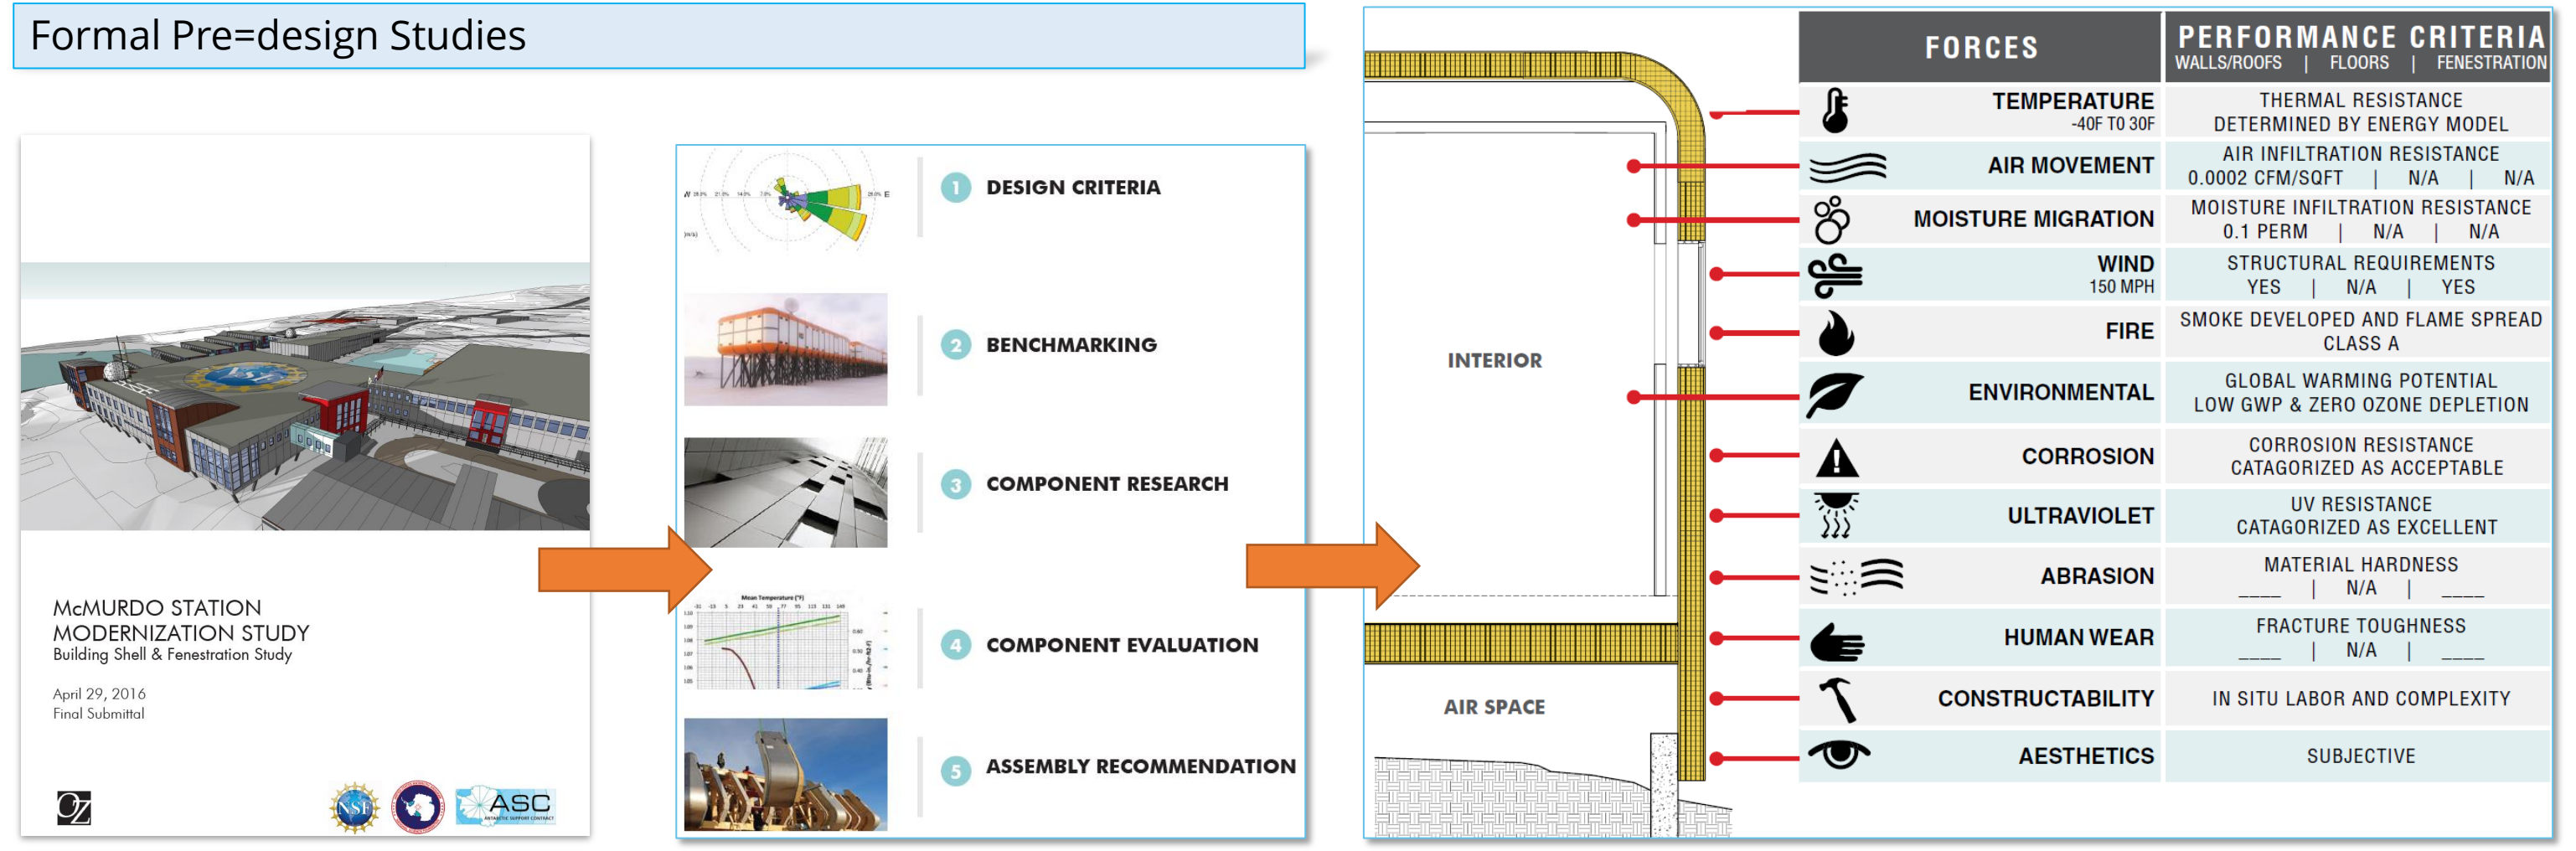 Formal Pre=design Studies
McMURDO STATION
MODERNIZATION STUDY
Building Shell & Fenestration Study
April 29, 2016
Final Submittal
OZ
NSF
ASC
ANTARCTIC SUPPORT CONTRACT
1 DESIGN CRITERIA
2 BENCHMARKING
3 COMPONENT RESEARCH
Mean Temperature (°F)
4 COMPONENT EVALUATION
5 ASSEMBLY RECOMMENDATION
INTERIOR
AIR SPACE
FORCES
PERFORMANCE CRITERIA
WALLS/ROOFS | FLOORS | FENESTRATION
TEMPERATURE
-40F TO 30F
THERMAL RESISTANCE
DETERMINED BY ENERGY MODEL
AIR MOVEMENT
AIR INFILTRATION RESISTANCE
0.0002 CFM/SQFT | N/A | N/A
MOISTURE MIGRATION
MOISTURE INFILTRATION RESISTANCE
0.1 PERM | N/A | N/A
WIND
150 MPH
STRUCTURAL REQUIREMENTS
YES | N/A | YES
FIRE
SMOKE DEVELOPED AND FLAME SPREAD
CLASS A
ENVIRONMENTAL
GLOBAL WARMING POTENTIAL
LOW GWP & ZERO OZONE DEPLETION
CORROSION
CORROSION RESISTANCE
CATAGORIZED AS ACCEPTABLE
ULTRAVIOLET
UV RESISTANCE
CATAGORIZED AS EXCELLENT
ABRASION
MATERIAL HARDNESS
____ | N/A | ____
HUMAN WEAR
FRACTURE TOUGHNESS
____ | N/A | ____
CONSTRUCTABILITY
IN SITU LABOR AND COMPLEXITY
AESTHETICS
SUBJECTIVE